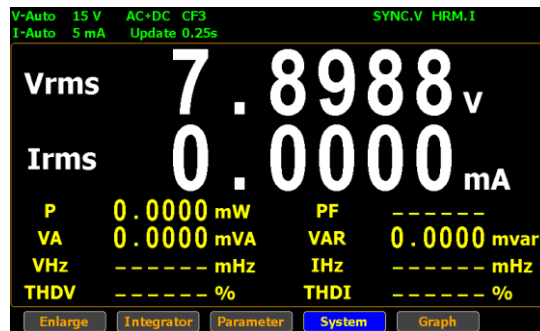 V-Auto 15 V AC+DC CF3 SYNC.V HRM.I
I-Auto 5 mA Update 0.25s
Vrms 7.8988 V
Irms 0.0000 mA
P 0.0000 mW PF ------
VA 0.0000 mVA VAR 0.0000 mvar
VHz ------ mHz IHz ------ mHz
THDV ------ % THDI ------ %
Enlarge Integrator Parameter System Graph